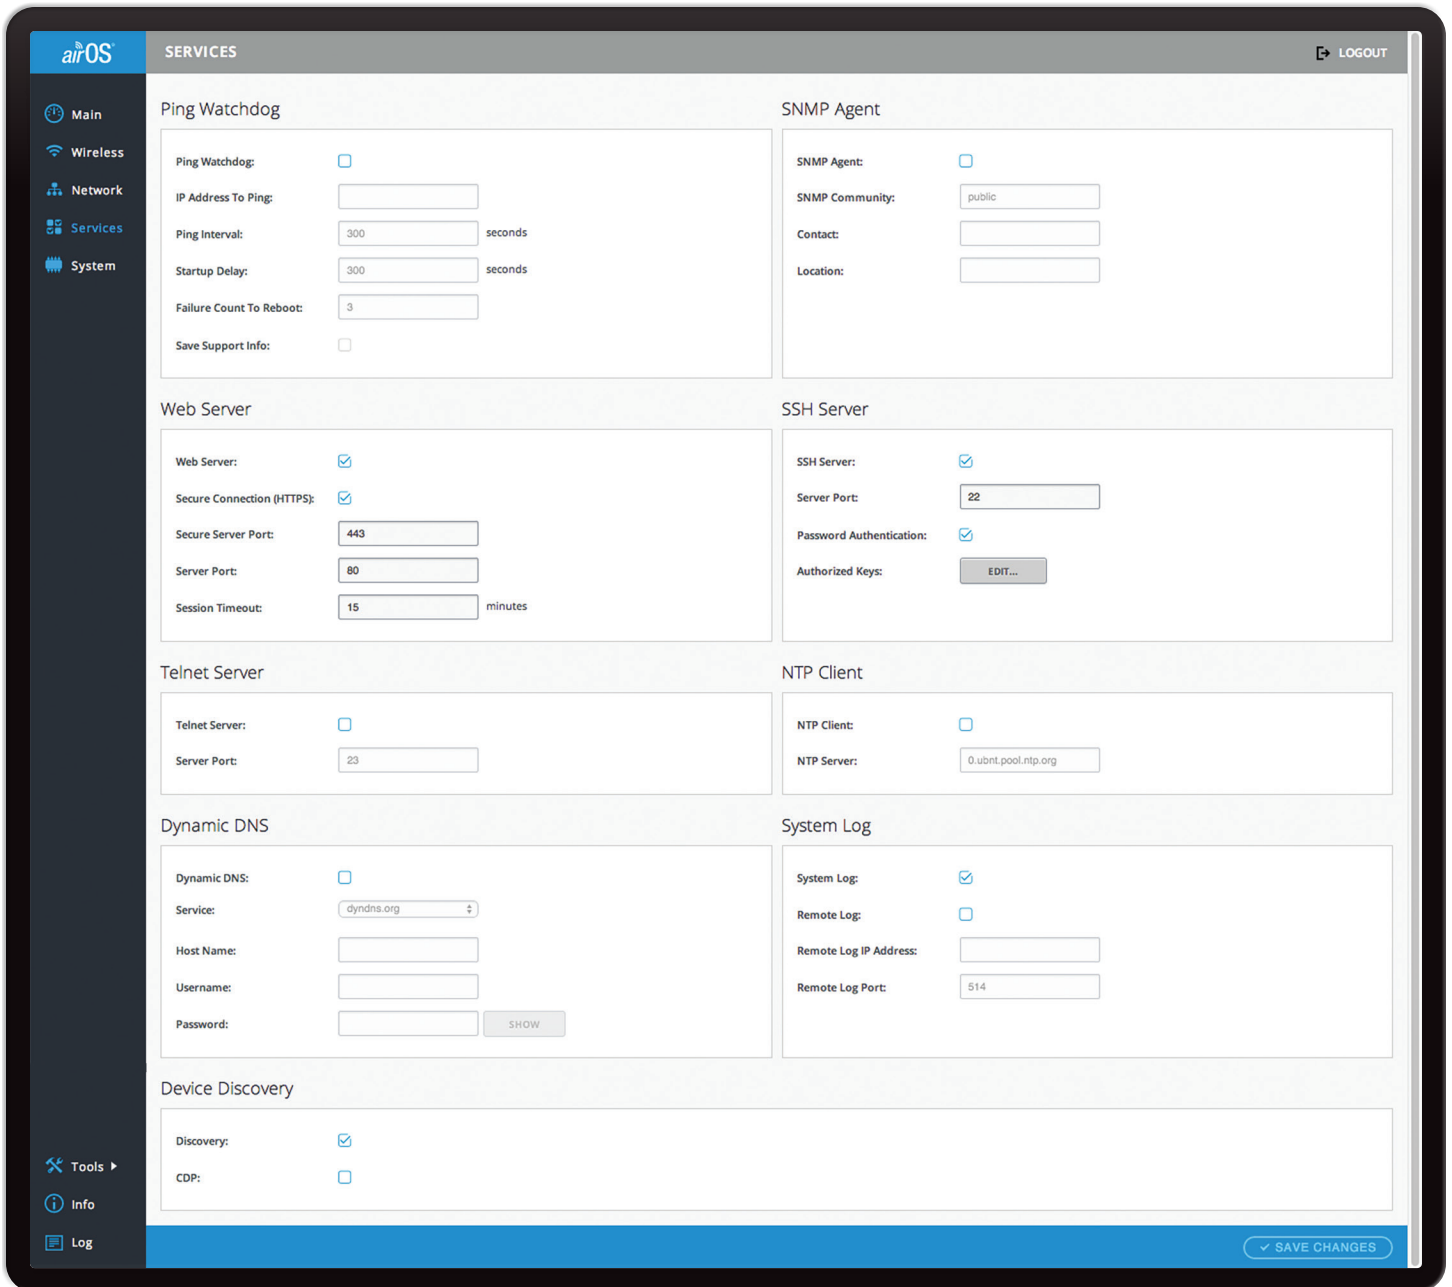 airOS
SERVICES
LOGOUT
Main
Wireless
Network
Services
System
Tools
Info
Log
Ping Watchdog
Ping Watchdog:
IP Address To Ping:
Ping Interval: 300 seconds
Startup Delay: 300 seconds
Failure Count To Reboot: 3
Save Support Info:
SNMP Agent
SNMP Agent:
SNMP Community: public
Contact:
Location:
Web Server
Web Server:
Secure Connection (HTTPS):
Secure Server Port: 443
Server Port: 80
Session Timeout: 15 minutes
SSH Server
SSH Server:
Server Port: 22
Password Authentication:
Authorized Keys: EDIT...
Telnet Server
Telnet Server:
Server Port: 23
NTP Client
NTP Client:
NTP Server: 0.ubnt.pool.ntp.org
Dynamic DNS
Dynamic DNS:
Service: dyndns.org
Host Name:
Username:
Password: SHOW
System Log
System Log:
Remote Log:
Remote Log IP Address:
Remote Log Port: 514
Device Discovery
Discovery:
CDP:
SAVE CHANGES